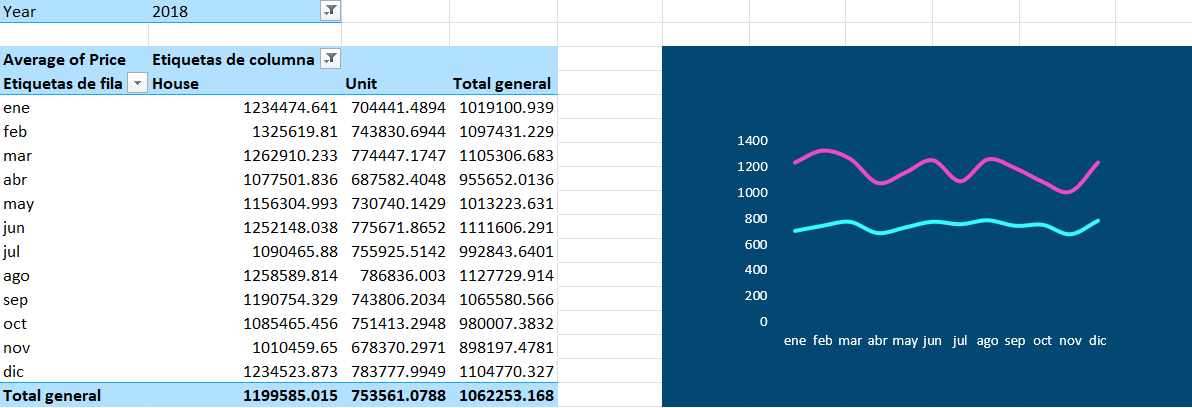 Year 2018
Average of Price Etiquetas de columna
Etiquetas de fila House Unit Total general
ene 1234474.641 704441.4894 1019100.939
feb 1325619.81 743830.6944 1097431.229
mar 1262910.233 774447.1747 1105306.683
abr 1077501.836 687582.4048 955652.0136
may 1156304.993 730740.1429 1013223.631
jun 1252148.038 775671.8652 1111606.291
jul 1090465.88 755925.5142 992843.6401
ago 1258589.814 786836.003 1127729.914
sep 1190754.329 743806.2034 1065580.566
oct 1085465.456 751413.2948 980007.3832
nov 1010459.65 678370.2971 898197.4781
dic 1234523.873 783777.9949 1104770.327
Total general 1199585.015 753561.0788 1062253.168
1400
1200
1000
800
600
400
200
0
ene feb mar abr may jun jul ago sep oct nov dic